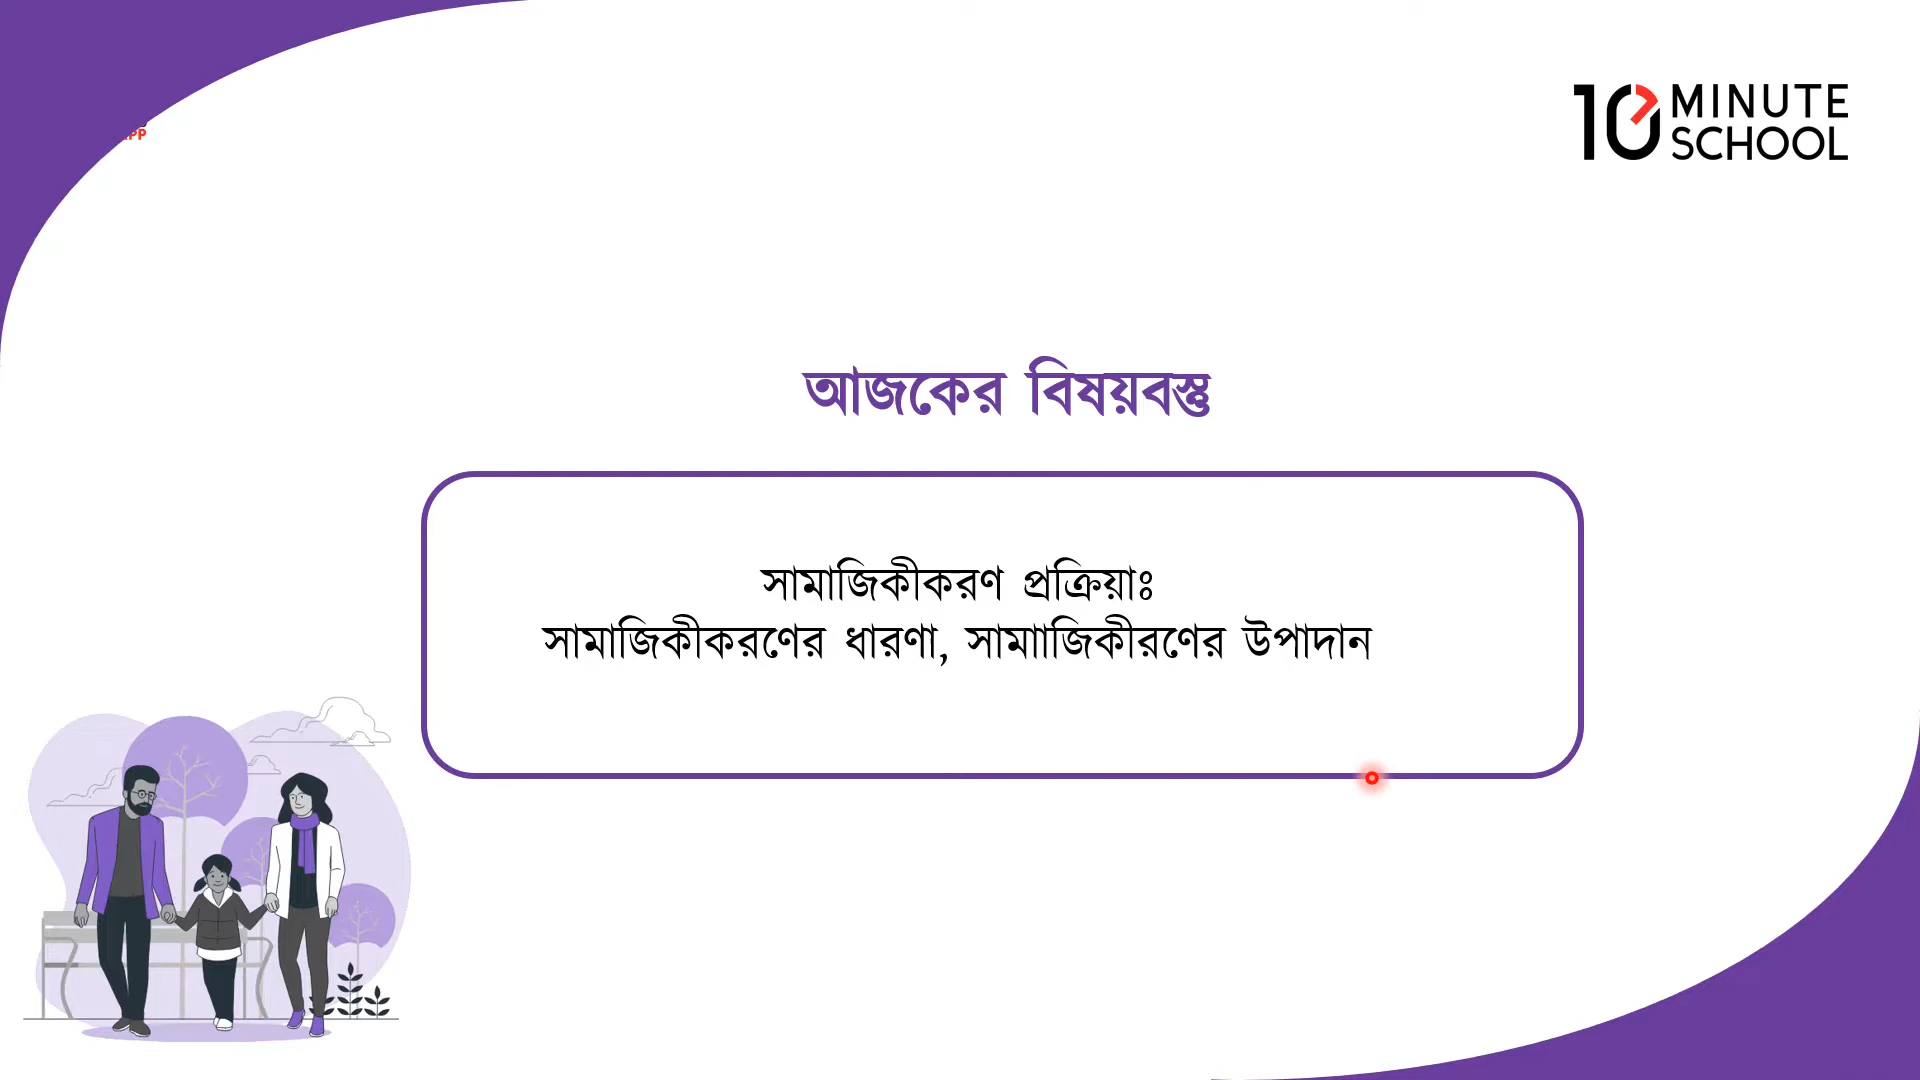 10 MINUTE
SCHOOL
আজকের বিষয়বস্তু
সামাজিকীকরণ প্রক্রিয়াঃ
সামাজিকীকরণের ধারণা, সামাাজিকীরণের উপাদান